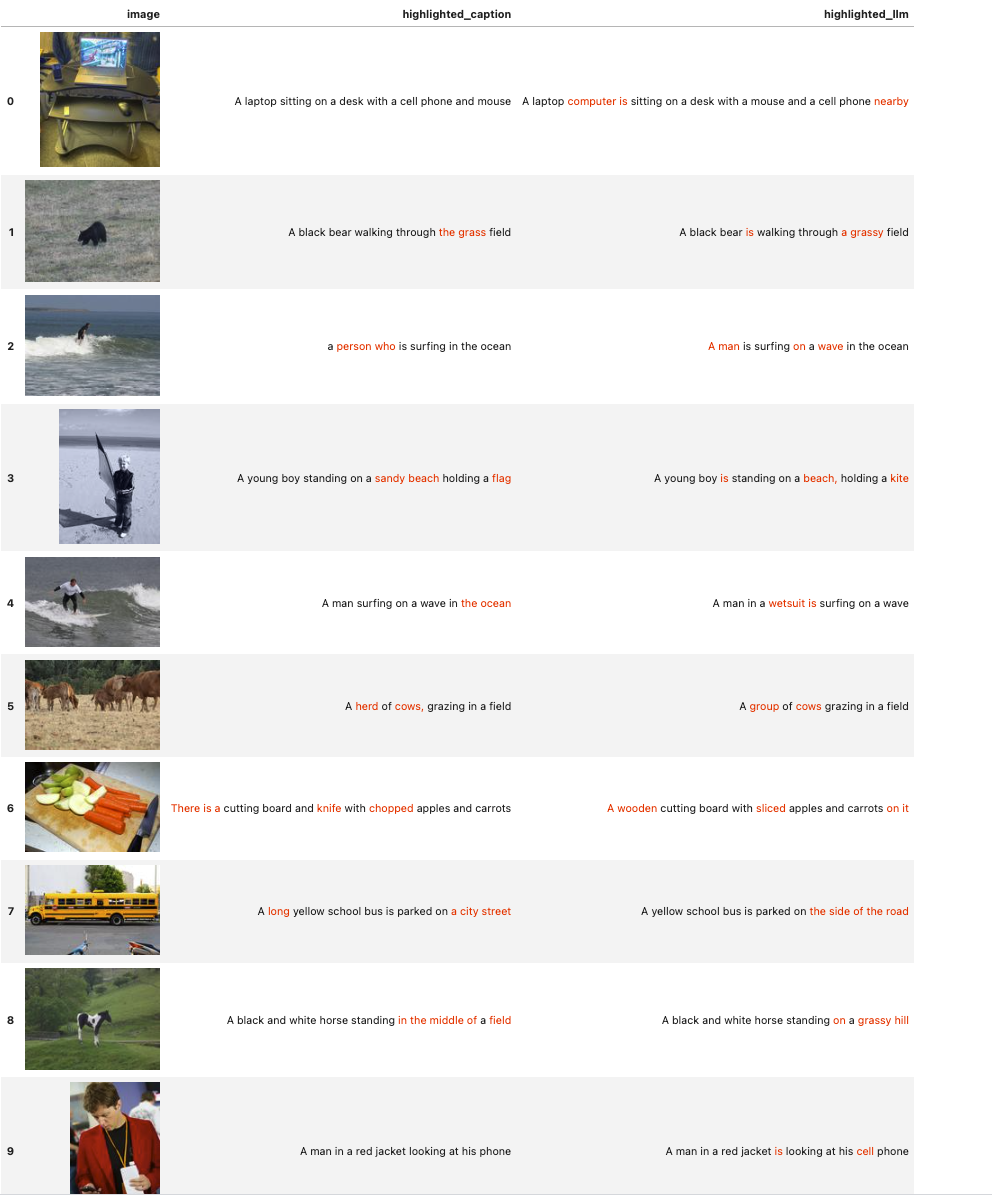 image highlighted_caption highlighted_llm
0 A laptop sitting on a desk with a cell phone and mouse A laptop computer is sitting on a desk with a mouse and a cell phone nearby
1 A black bear walking through the grass field A black bear is walking through a grassy field
2 a person who is surfing in the ocean A man is surfing on a wave in the ocean
3 A young boy standing on a sandy beach holding a flag A young boy is standing on a beach, holding a kite
4 A man surfing on a wave in the ocean A man in a wetsuit is surfing on a wave
5 A herd of cows, grazing in a field A group of cows grazing in a field
6 There is a cutting board and knife with chopped apples and carrots A wooden cutting board with sliced apples and carrots on it
7 A long yellow school bus is parked on a city street A yellow school bus is parked on the side of the road
8 A black and white horse standing in the middle of a field A black and white horse standing on a grassy hill
9 A man in a red jacket looking at his phone A man in a red jacket is looking at his cell phone